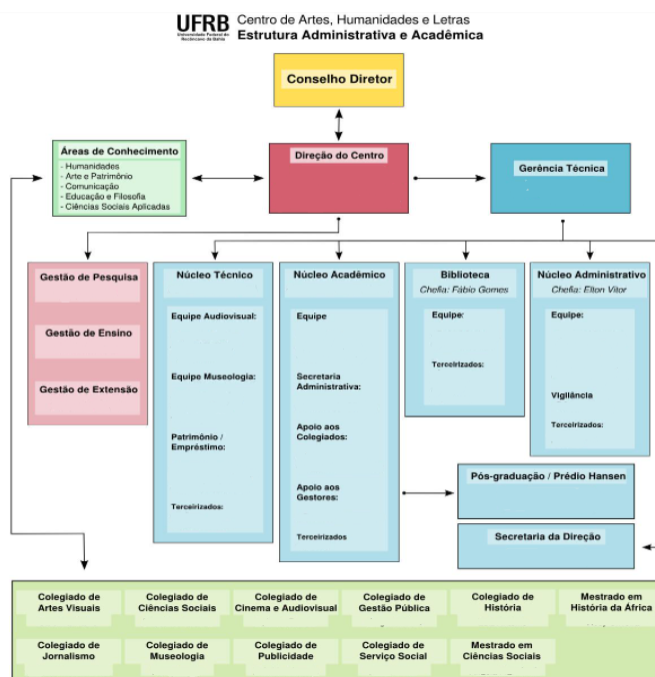 UFRB
Universidade Federal do
Recôncavo da Bahia
Centro de Artes, Humanidades e Letras
Estrutura Administrativa e Acadêmica
Conselho Diretor
Áreas de Conhecimento
- Humanidades
- Arte e Patrimônio
- Comunicação
- Educação e Filosofia
- Ciências Sociais Aplicadas
Direção do Centro
Gerência Técnica
Gestão de Pesquisa
Gestão de Ensino
Gestão de Extensão
Núcleo Técnico
Equipe Audiovisual:
Equipe Museologia:
Patrimônio /
Empréstimo:
Terceirizados:
Núcleo Acadêmico
Equipe
Secretaria
Administrativa:
Apoio aos
Colegiados:
Apoio aos
Gestores:
Terceirizados
Biblioteca
Chefia: Fábio Gomes
Equipe:
Terceirizados:
Núcleo Administrativo
Chefia: Elton Vitor
Equipe:
Vigilância
Terceirizados:
Pós-graduação / Prédio Hansen
Secretaria da Direção
Colegiado de
Artes Visuais
Colegiado de
Ciências Sociais
Colegiado de
Cinema e Audiovisual
Colegiado de
Gestão Pública
Colegiado de
História
Mestrado em
História da África
Colegiado de
Jornalismo
Colegiado de
Museologia
Colegiado de
Publicidade
Colegiado de
Serviço Social
Mestrado em
Ciências Sociais